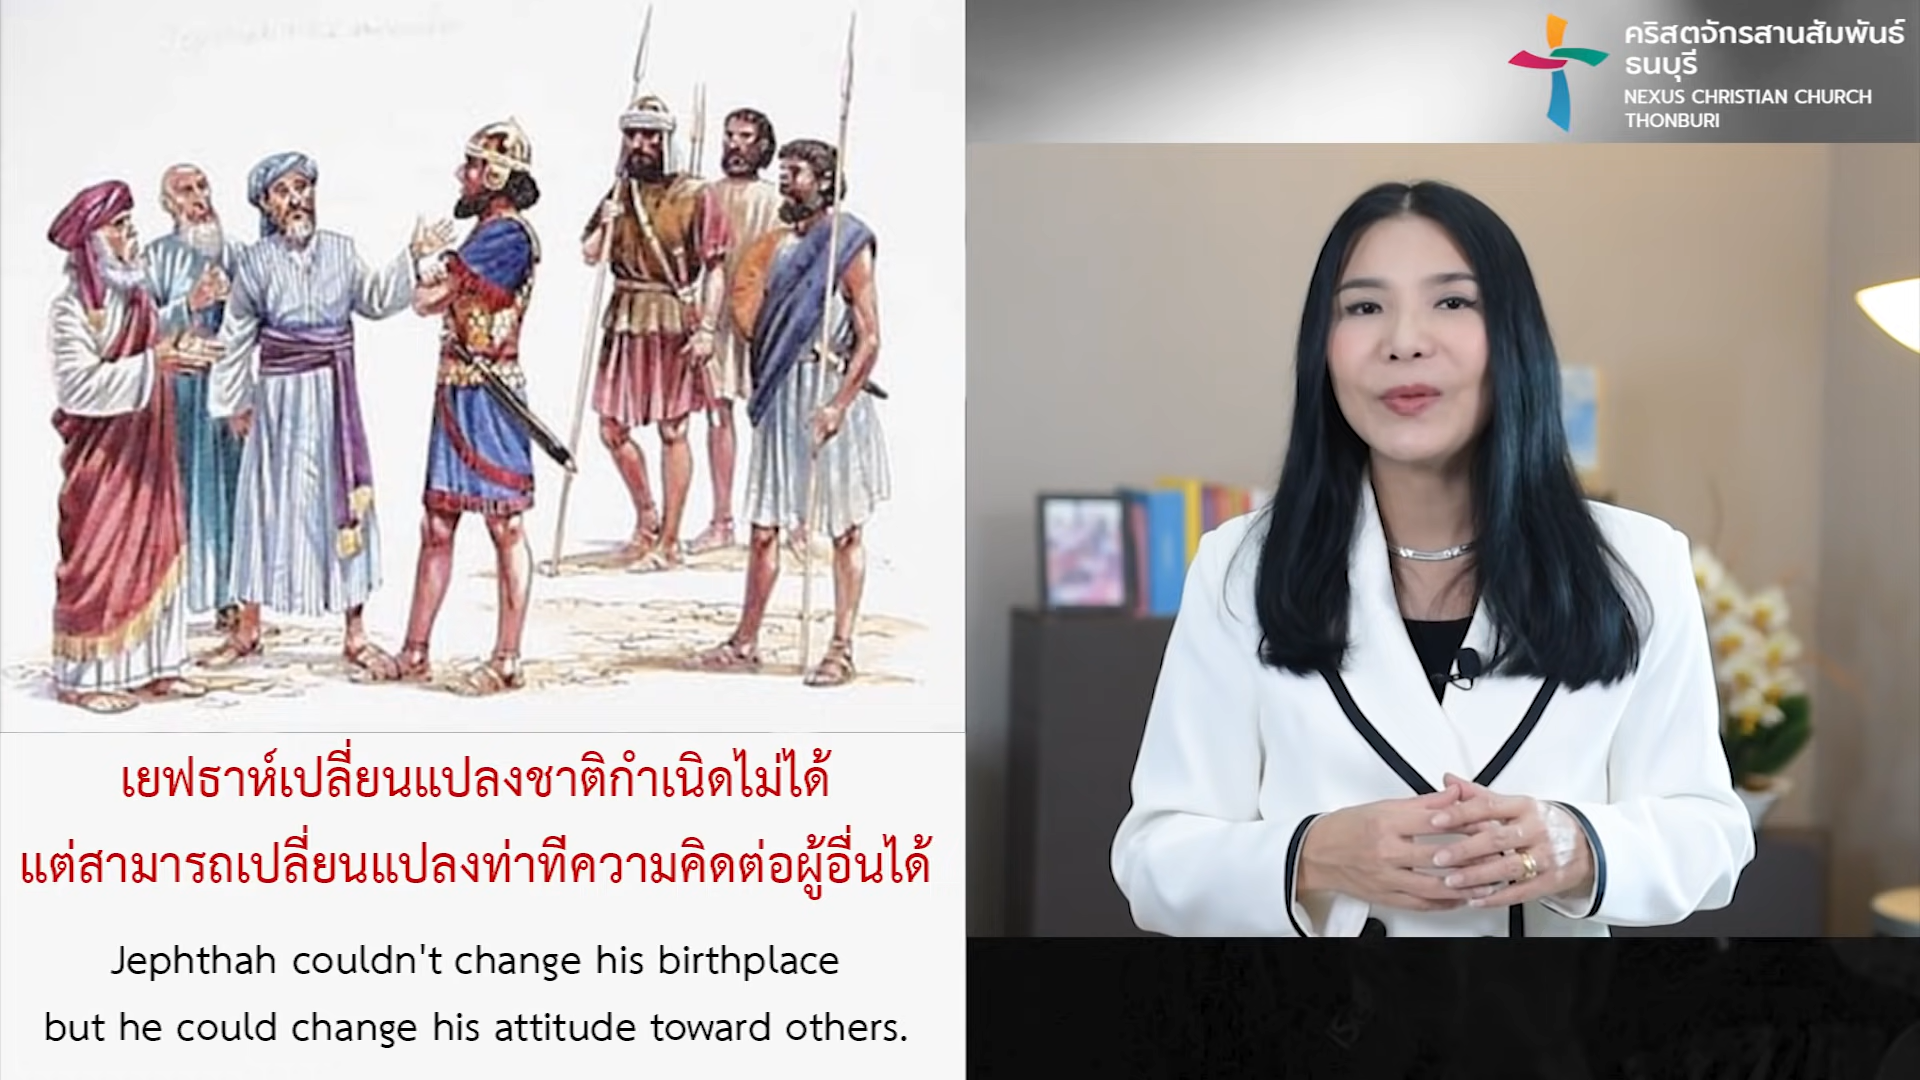 คริสตจักรสานสัมพันธ์
ธนบุรี
NEXUS CHRISTIAN CHURCH
THONBURI
เยฟธาห์เปลี่ยนแปลงชาติกำเนิดไม่ได้
แต่สามารถเปลี่ยนแปลงท่าทีความคิดต่อผู้อื่นได้
Jephthah couldn't change his birthplace
but he could change his attitude toward others.